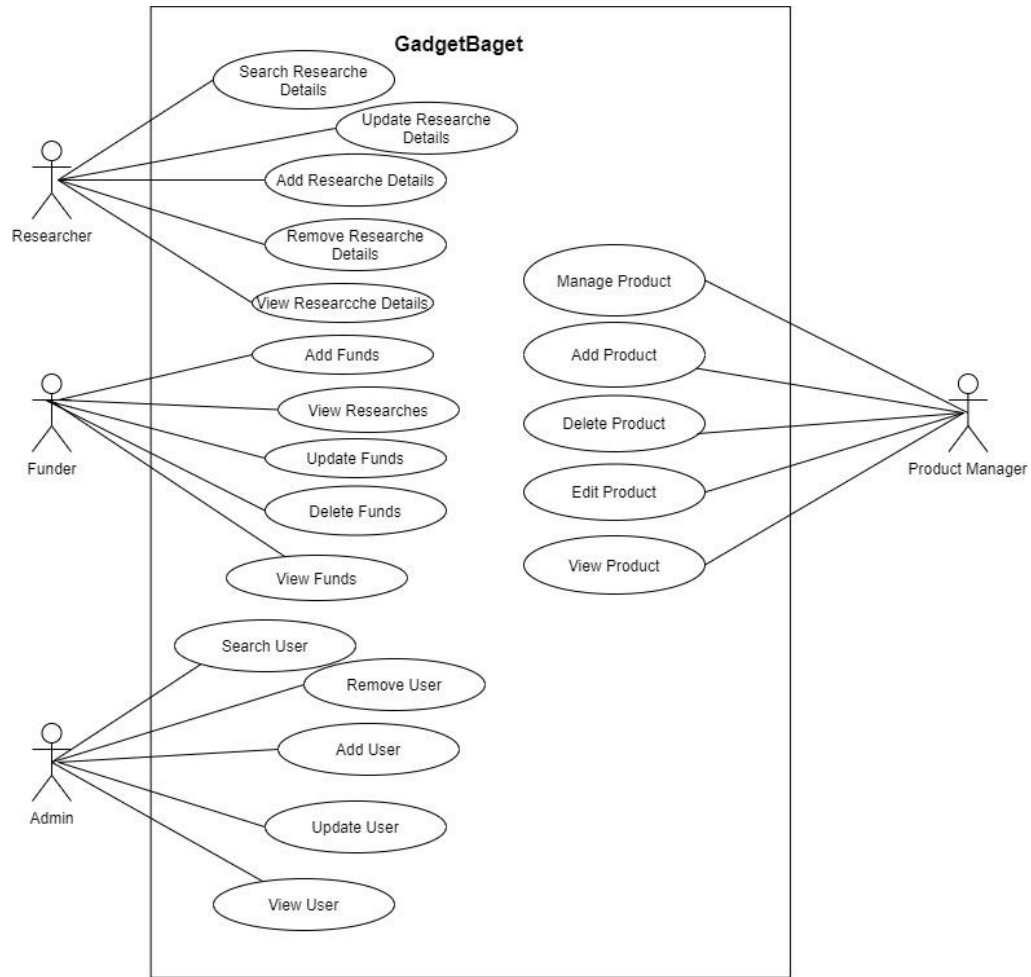 GadgetBaget
Search Researche
Details
Update Researche
Details
Add Researche Details
Researcher
Remove Researche
Details
View Researcche Details
Manage Product
Add Funds
Add Product
View Researches
Delete Product
Funder
Product Manager
Update Funds
Edit Product
Delete Funds
View Product
View Funds
Search User
Remove User
Add User
Admin
Update User
View User